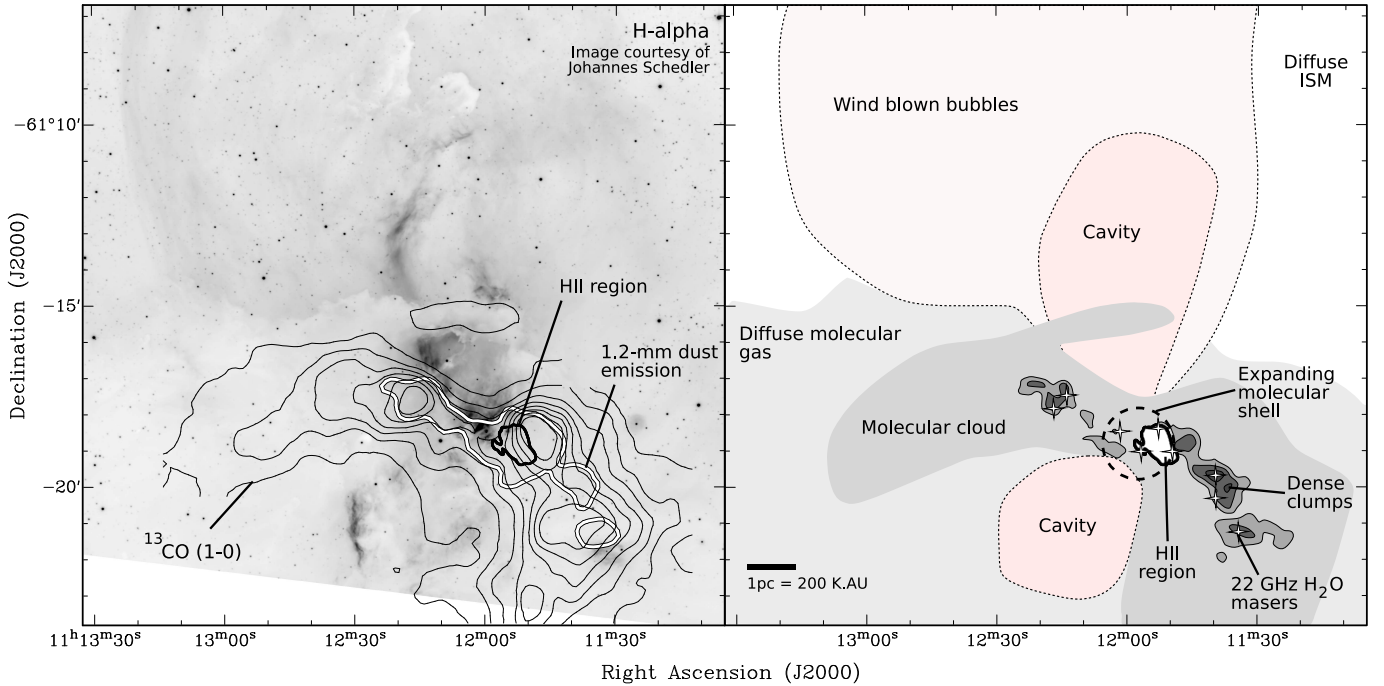 H-alpha
Image courtesy of
Johannes Schedler
HII region
1.2-mm dust
emission
¹³CO (1-0)
−61°10′
−15′
−20′
Declination (J2000)
11ʰ13ᵐ30ˢ
13ᵐ00ˢ
12ᵐ30ˢ
12ᵐ00ˢ
11ᵐ30ˢ
Diffuse
ISM
Wind blown bubbles
Cavity
Diffuse molecular
gas
Expanding
molecular
shell
Molecular cloud
Dense
clumps
Cavity
HII
region
1pc = 200 K.AU
22 GHz H₂O
masers
13ᵐ00ˢ
12ᵐ30ˢ
12ᵐ00ˢ
11ᵐ30ˢ
Right Ascension (J2000)